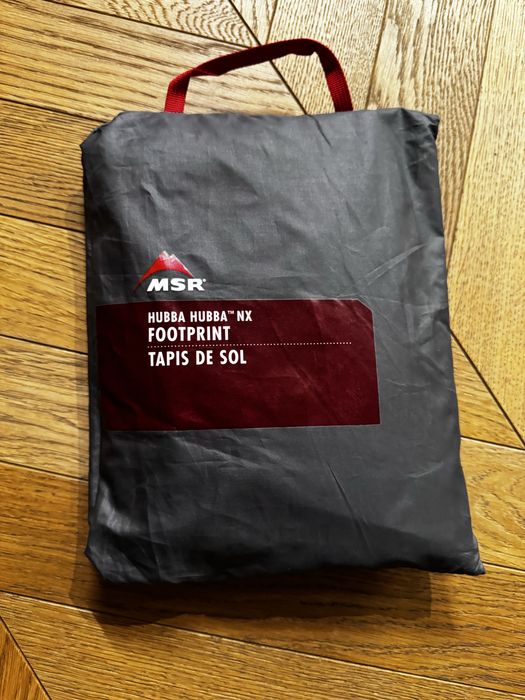 MSR®
HUBBA HUBBA™ NX
FOOTPRINT
TAPIS DE SOL